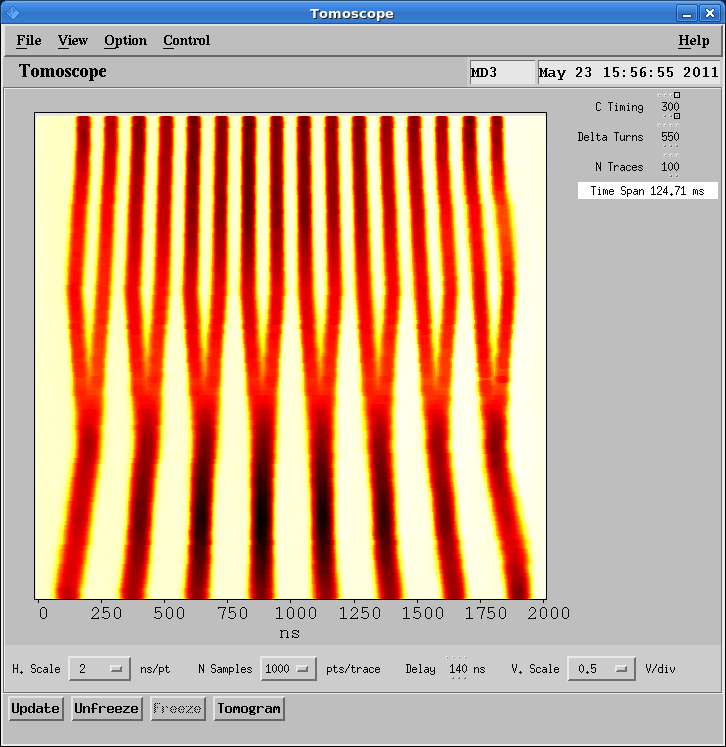 Tomoscope
File View Option Control Help
Tomoscope MD3 May 23 15:56:55 2011
C Timing 300
Delta Turns 550
N Traces 100
Time Span 124.71 ms
0 250 500 750 1000 1250 1500 1750 2000
ns
H. Scale 2 ns/pt N Samples 1000 pts/trace Delay 140 ns V. Scale 0.5 V/div
Update Unfreeze Freeze Tomogram